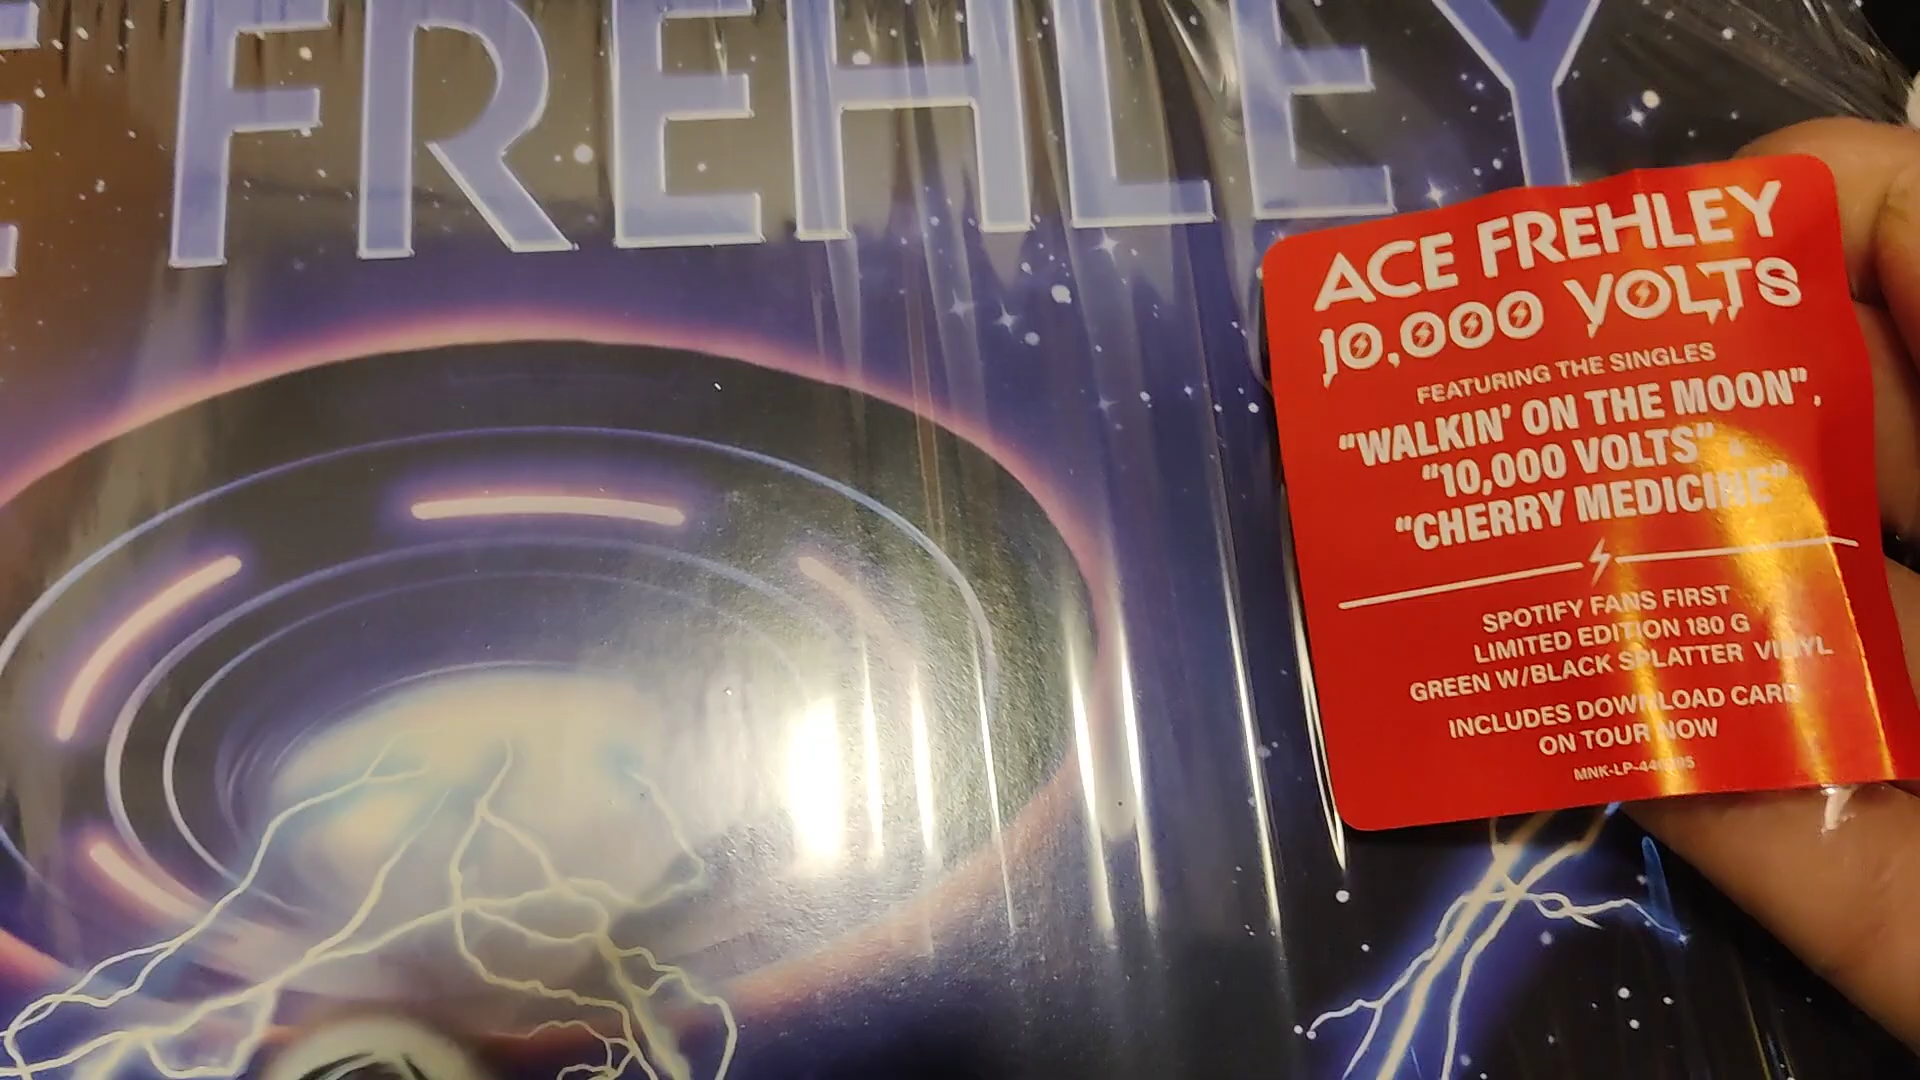 E FREHLEY
ACE FREHLEY
10,000 VOLTS
FEATURING THE SINGLES
“WALKIN’ ON THE MOON”,
“10,000 VOLTS” &
“CHERRY MEDICINE”
SPOTIFY FANS FIRST
LIMITED EDITION 180 G
GREEN W/BLACK SPLATTER VINYL
INCLUDES DOWNLOAD CARD
ON TOUR NOW